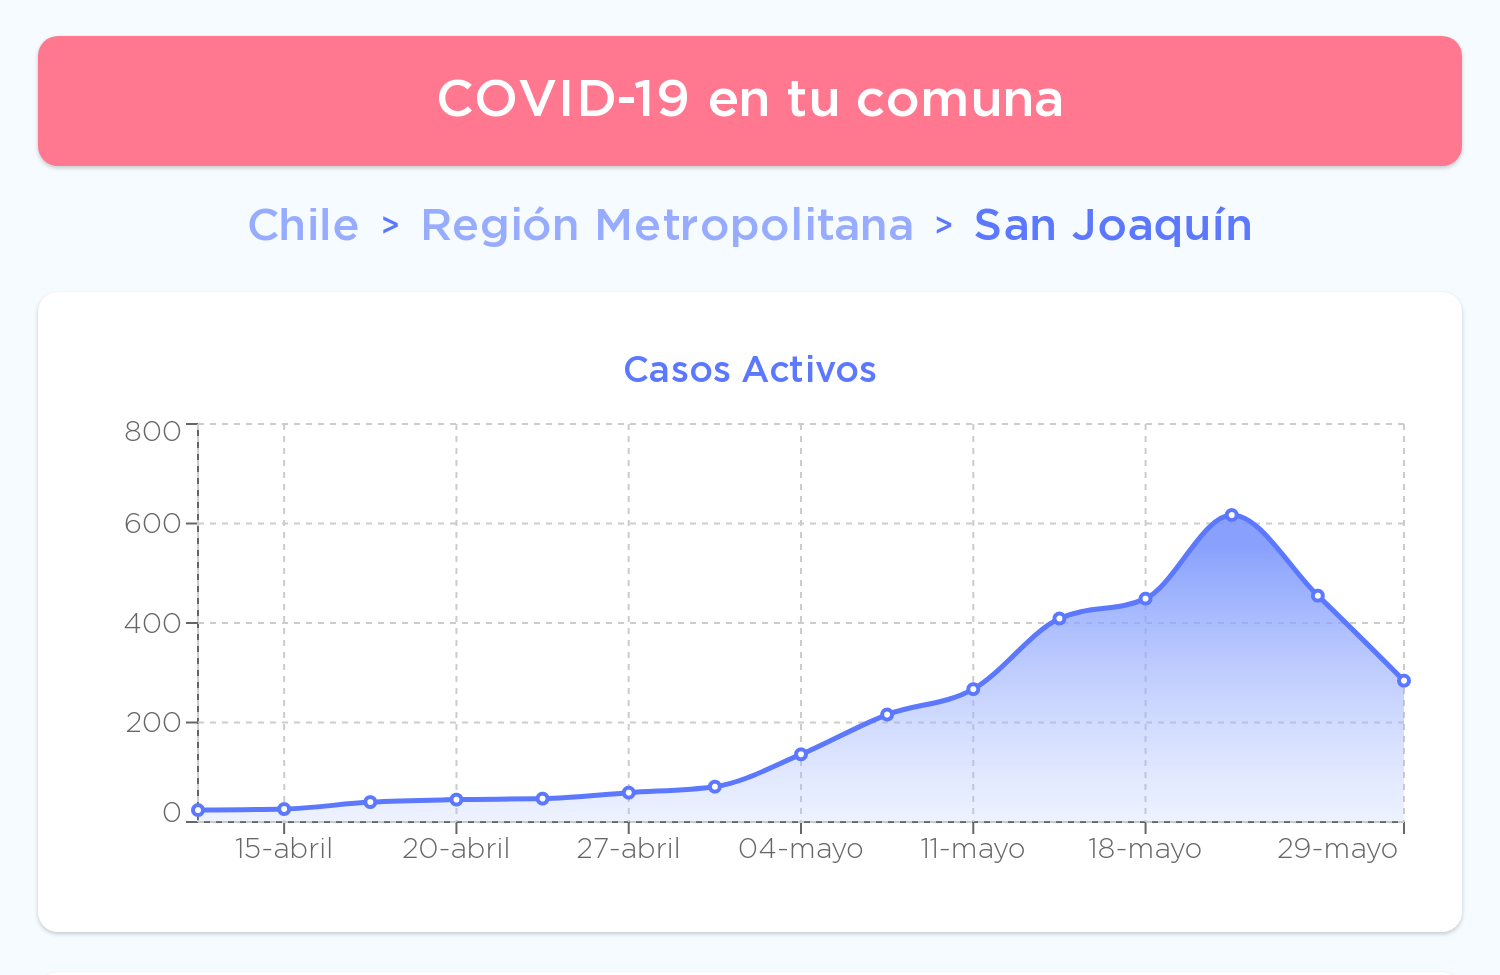 COVID-19 en tu comuna
Chile > Región Metropolitana > San Joaquín
Casos Activos
800
600
400
200
0
15-abril 20-abril 27-abril 04-mayo 11-mayo 18-mayo 29-mayo